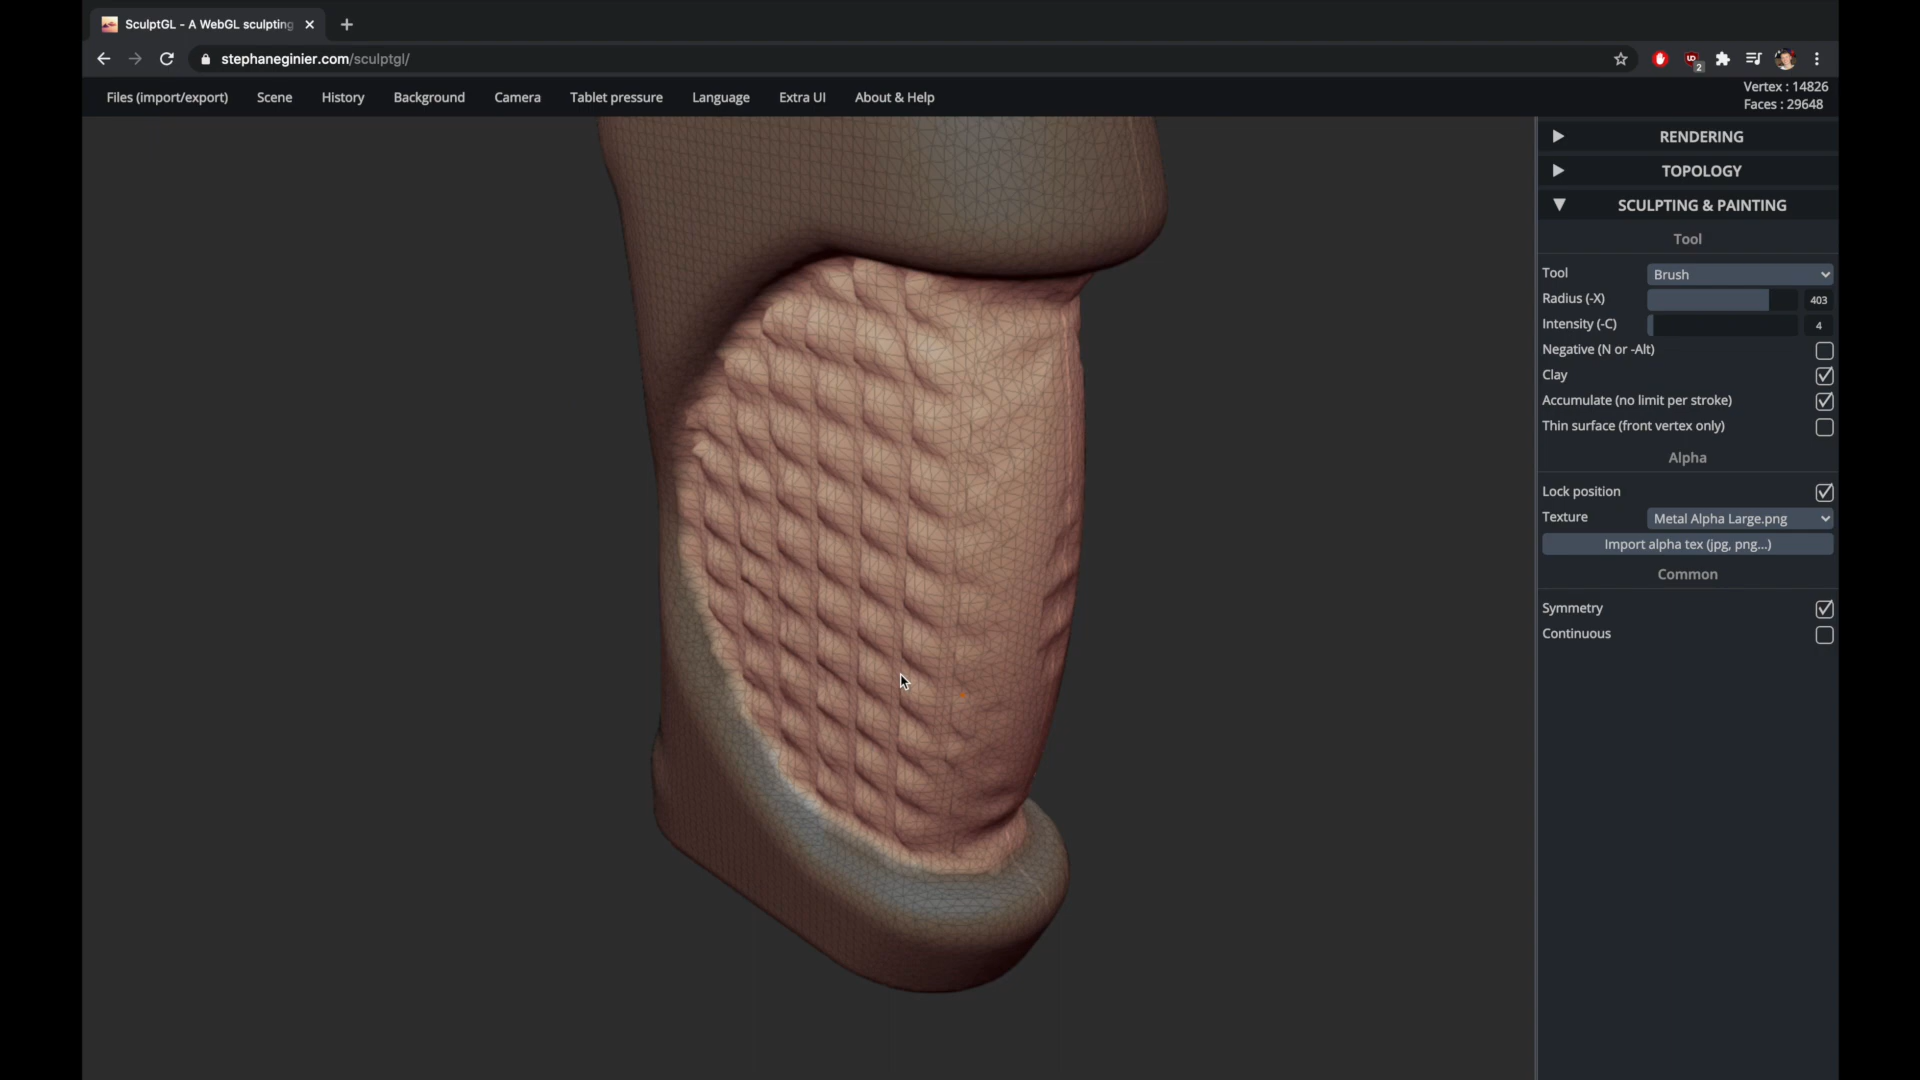 SculptGL - A WebGL sculpting
stephaneginier.com/sculptgl/
2
Files (import/export) Scene History Background Camera Tablet pressure Language Extra UI About & Help
Vertex : 14826
Faces : 29648
RENDERING
TOPOLOGY
SCULPTING & PAINTING
Tool
Tool Brush
Radius (-X) 403
Intensity (-C) 4
Negative (N or -Alt)
Clay
Accumulate (no limit per stroke)
Thin surface (front vertex only)
Alpha
Lock position
Texture Metal Alpha Large.png
Import alpha tex (jpg, png...)
Common
Symmetry
Continuous